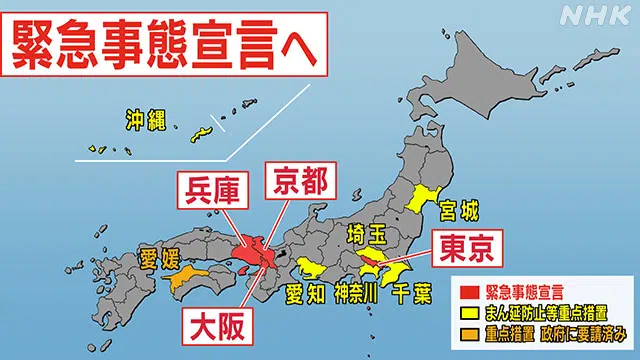 NHK
緊急事態宣言へ
沖縄
兵庫
京都
宮城
埼玉
東京
愛媛
愛知
神奈川
千葉
大阪
緊急事態宣言
まん延防止等重点措置
重点措置 政府に要請済み